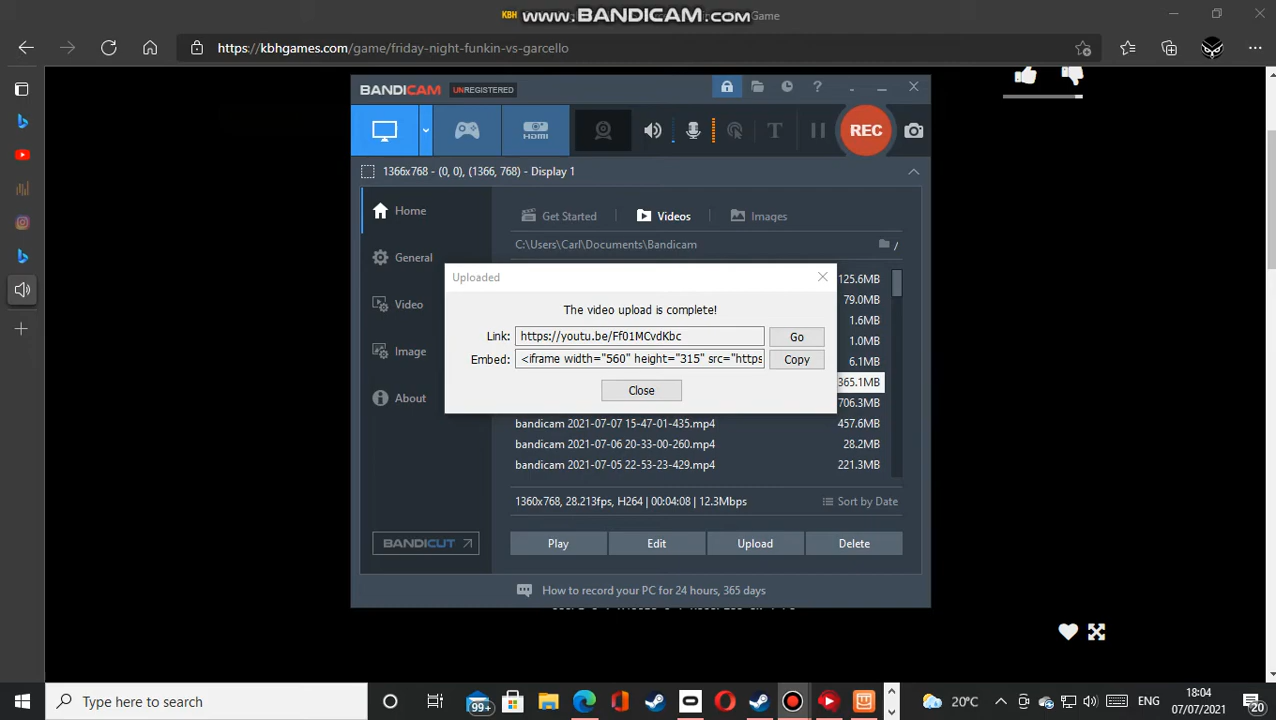 KBH www.BANDICAM.com Game
https://kbhgames.com/game/friday-night-funkin-vs-garcello
BANDICAM UNREGISTERED
HDMI
T
REC
1366x768 - (0, 0), (1366, 768) - Display 1
Home
Get Started
Videos
Images
C:\Users\Carl\Documents\Bandicam
/
General
Video
Image
About
125.6MB
79.0MB
1.6MB
1.0MB
6.1MB
365.1MB
706.3MB
Uploaded
The video upload is complete!
Link: https://youtu.be/Ff01MCvdKbc Go
Embed: <iframe width="560" height="315" src="https Copy
Close
bandicam 2021-07-07 15-47-01-435.mp4 457.6MB
bandicam 2021-07-06 20-33-00-260.mp4 28.2MB
bandicam 2021-07-05 22-53-23-429.mp4 221.3MB
1360x768, 28.213fps, H264 | 00:04:08 | 12.3Mbps Sort by Date
BANDICUT
Play Edit Upload Delete
How to record your PC for 24 hours, 365 days
Type here to search
99+
20°C
ENG
18:04
07/07/2021
20